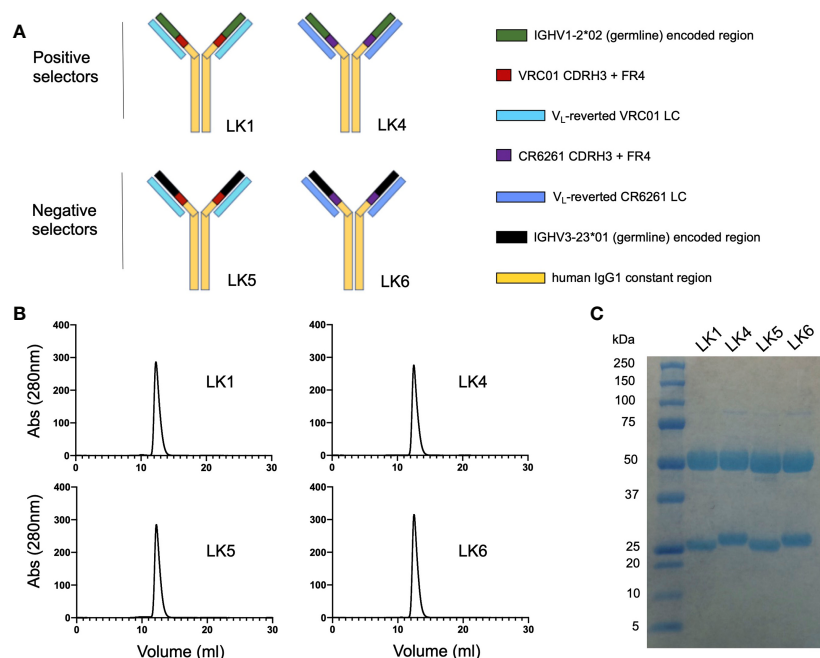 A
Positive
selectors
LK1
LK4
Negative
selectors
LK5
LK6
IGHV1-2*02 (germline) encoded region
VRC01 CDRH3 + FR4
VL-reverted VRC01 LC
CR6261 CDRH3 + FR4
VL-reverted CR6261 LC
IGHV3-23*01 (germline) encoded region
human IgG1 constant region
B
Abs (280nm)
400
300
200
100
0
0
10
20
30
LK1
400
300
200
100
0
0
10
20
30
LK4
Abs (280nm)
400
300
200
100
0
0
10
20
30
Volume (ml)
LK5
400
300
200
100
0
0
10
20
30
Volume (ml)
LK6
C
kDa
LK1
LK4
LK5
LK6
250
150
100
75
50
37
25
20
10
5